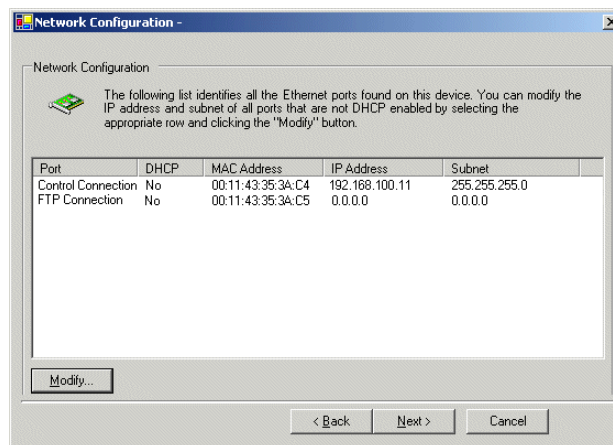 Network Configuration -
Network Configuration
The following list identifies all the Ethernet ports found on this device. You can modify the
IP address and subnet of all ports that are not DHCP enabled by selecting the
appropriate row and clicking the "Modify" button.
Port DHCP MAC Address IP Address Subnet
Control Connection No 00:11:43:35:3A:C4 192.168.100.11 255.255.255.0
FTP Connection No 00:11:43:35:3A:C5 0.0.0.0 0.0.0.0
Modify...
< Back Next > Cancel